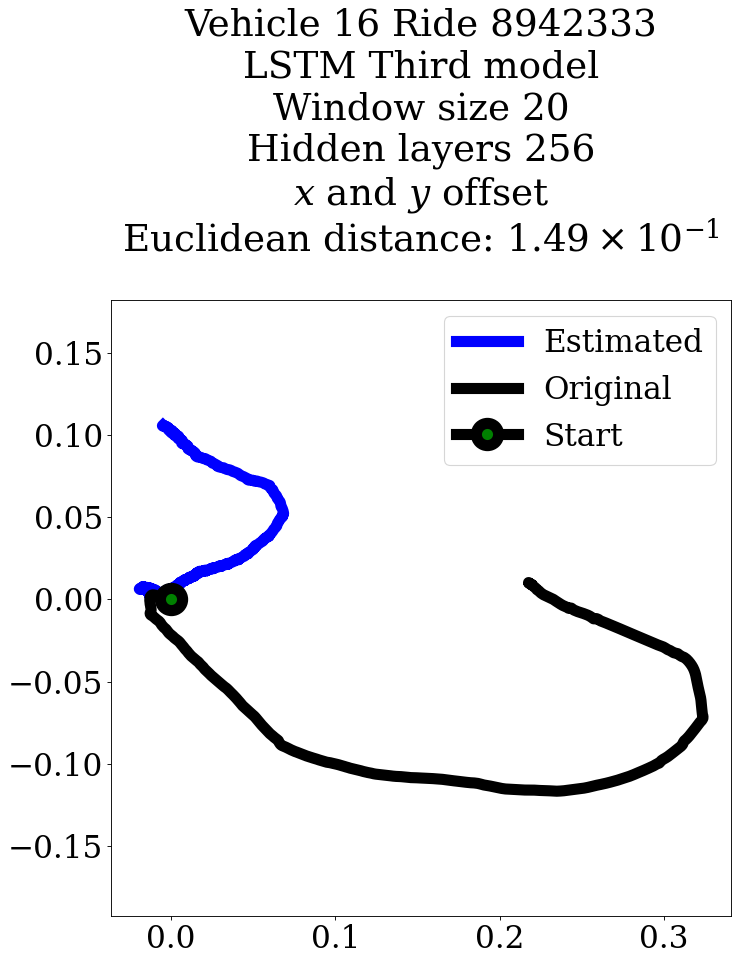 Vehicle 16 Ride 8942333
LSTM Third model
Window size 20
Hidden layers 256
x and y offset
Euclidean distance: 1.49 × 10⁻¹
Estimated
Original
Start
0.15
0.10
0.05
0.00
−0.05
−0.10
−0.15
0.0 0.1 0.2 0.3